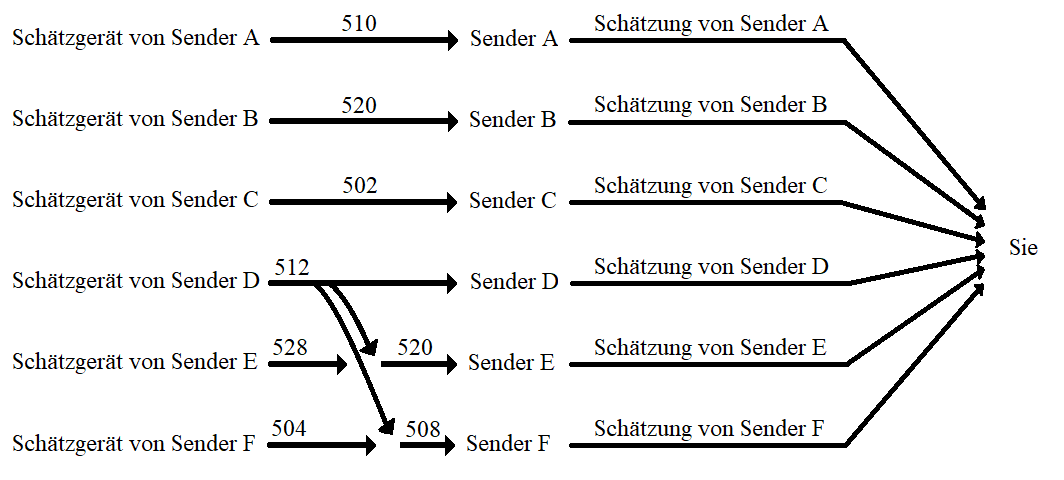 510
Schätzung von Sender A
Schätzgerät von Sender A
Sender A
520
Schätzung von Sender B
Schätzgerät von Sender B
Sender B
502
Schätzung von Sender C
Schätzgerät von Sender C
Sender C
Sie
512
Schätzung von Sender D
Schätzgerät von Sender D
Sender D
528
520
Schätzung von Sender E
Schätzgerät von Sender E
Sender E
504
508
Schätzung von Sender F
Schätzgerät von Sender F
Sender F